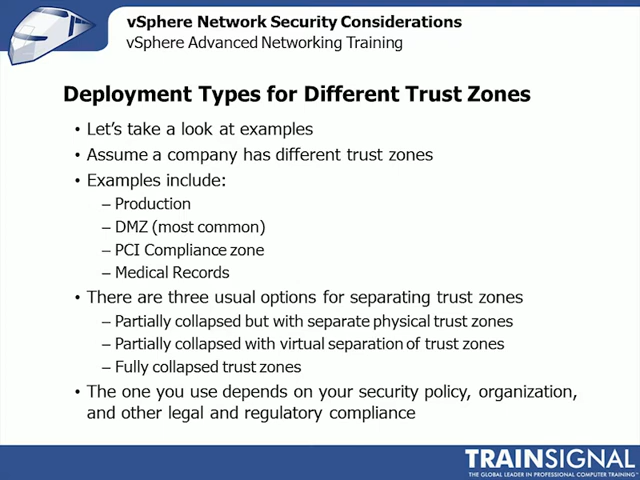 vSphere Network Security Considerations
vSphere Advanced Networking Training
Deployment Types for Different Trust Zones
• Let's take a look at examples
• Assume a company has different trust zones
• Examples include:
– Production
– DMZ (most common)
– PCI Compliance zone
– Medical Records
• There are three usual options for separating trust zones
– Partially collapsed but with separate physical trust zones
– Partially collapsed with virtual separation of trust zones
– Fully collapsed trust zones
• The one you use depends on your security policy, organization,
and other legal and regulatory compliance
TRAINSIGNAL
THE GLOBAL LEADER IN PROFESSIONAL COMPUTER TRAINING